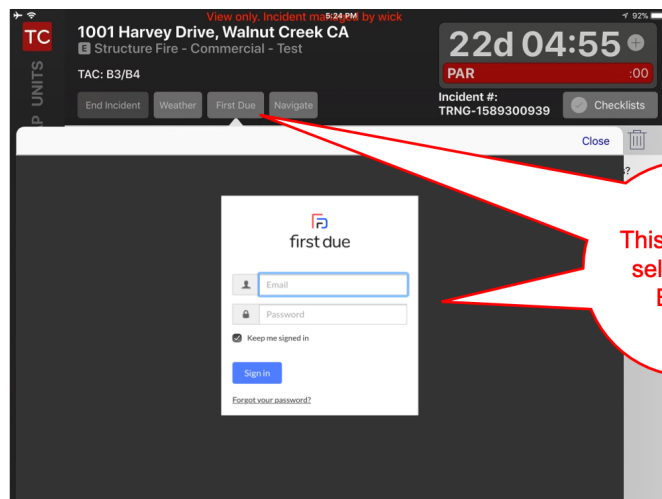 View only. Incident managed by wick
5:24 PM
92%
TC
1001 Harvey Drive, Walnut Creek CA
E Structure Fire - Commercial - Test
TAC: B3/B4
22d 04:55
PAR :00
UNITS
End Incident Weather First Due Navigate
Incident #:
TRNG-1589300939
Checklists
Close
?
first due
Email
Password
Keep me signed in
Sign in
Forgot your password?
This
sel
E